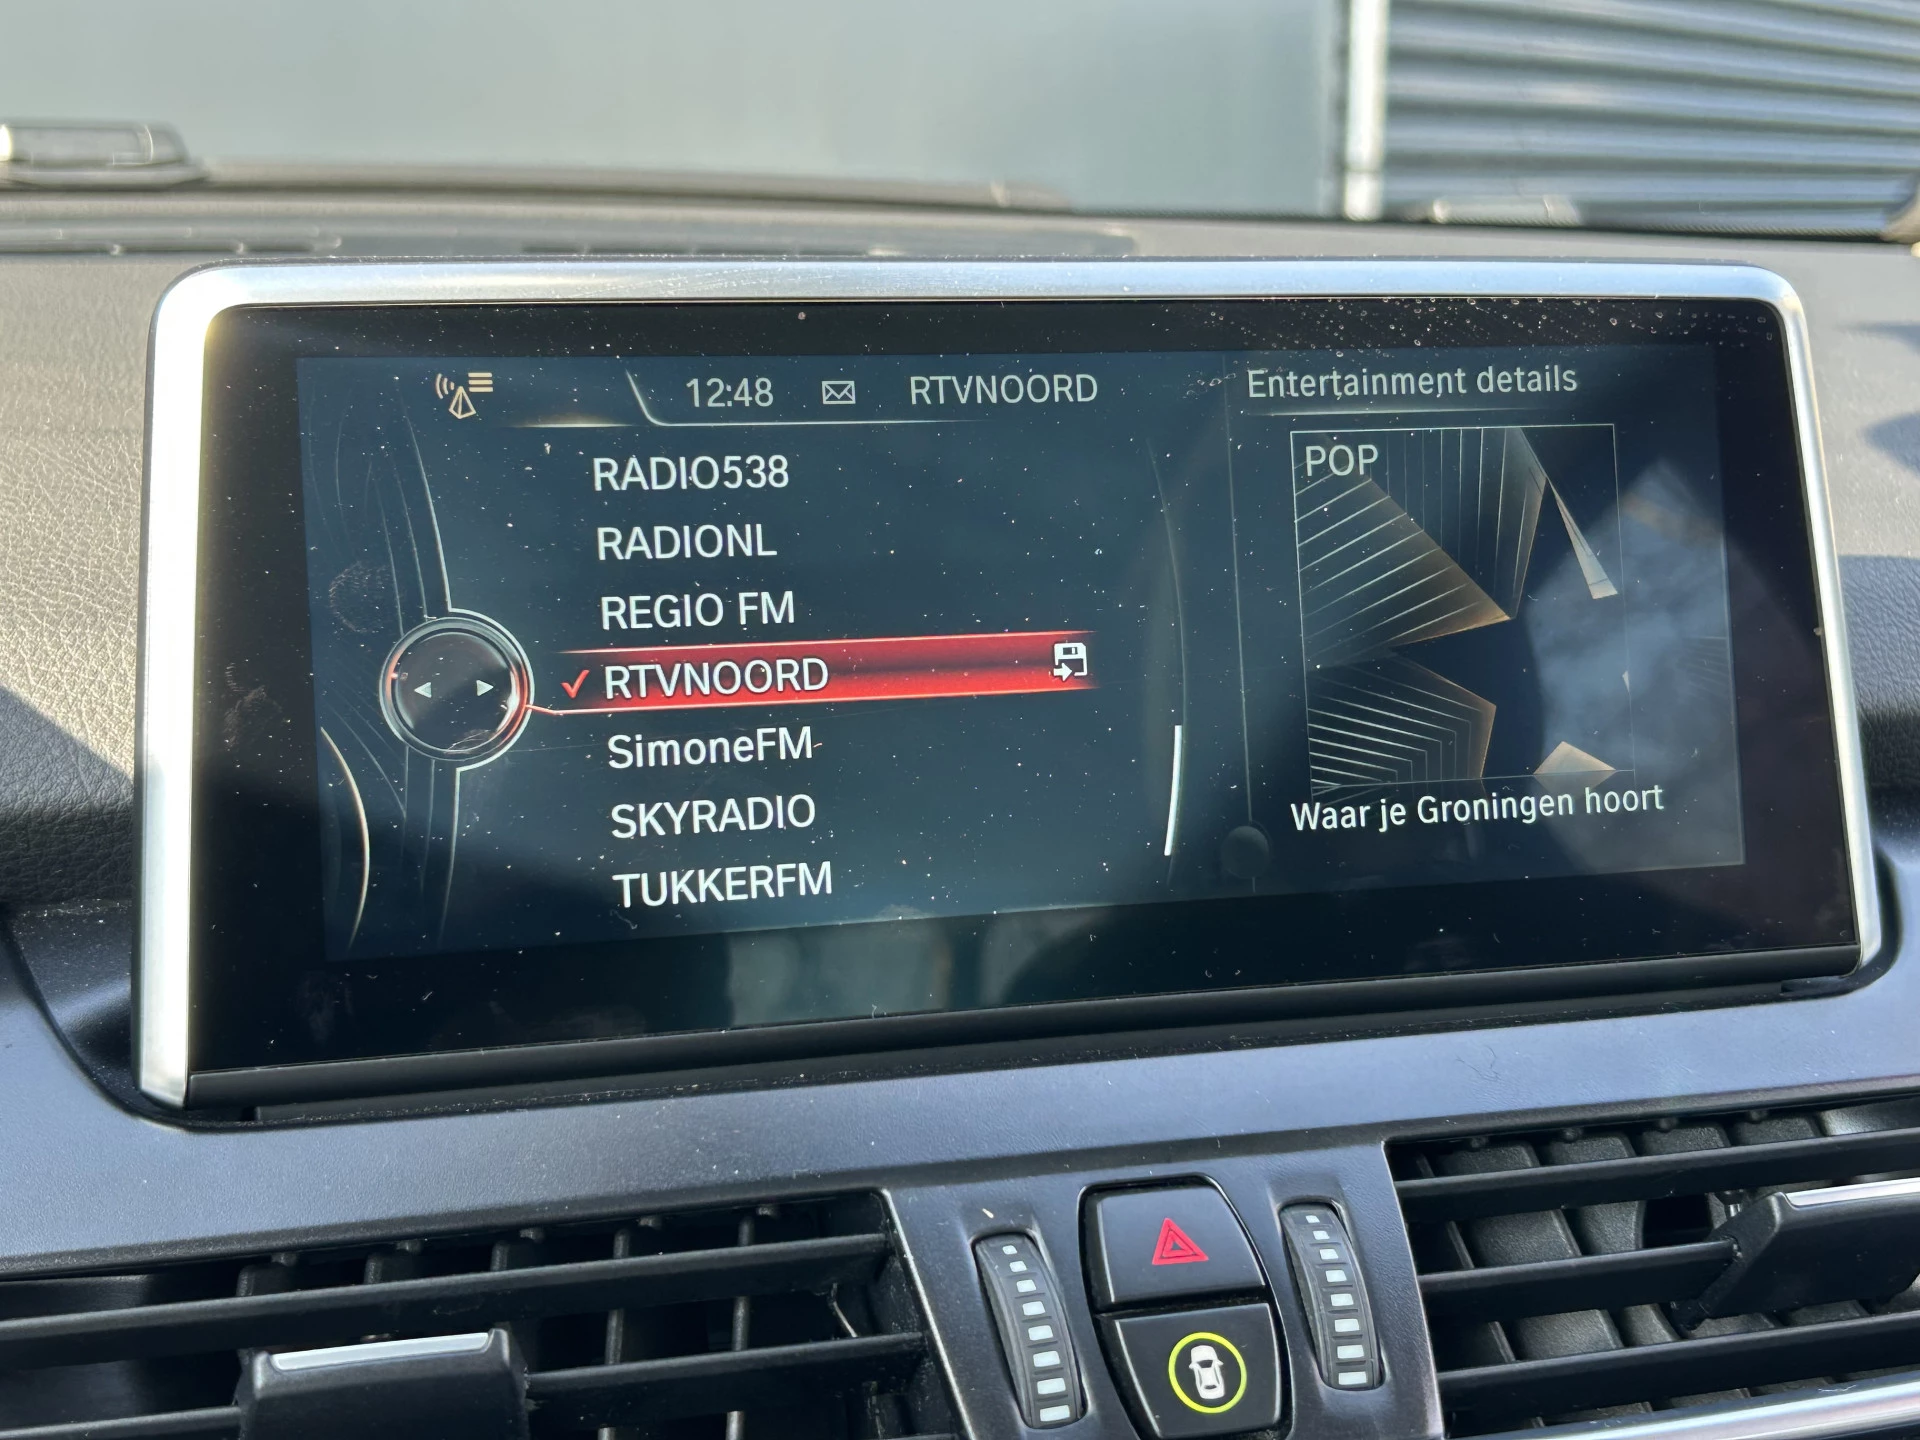 12:48 RTVNOORD
RADIO538
RADIONL
REGIO FM
RTVNOORD
SimoneFM
SKYRADIO
TUKKERFM
Entertainment details
POP
Waar je Groningen hoort